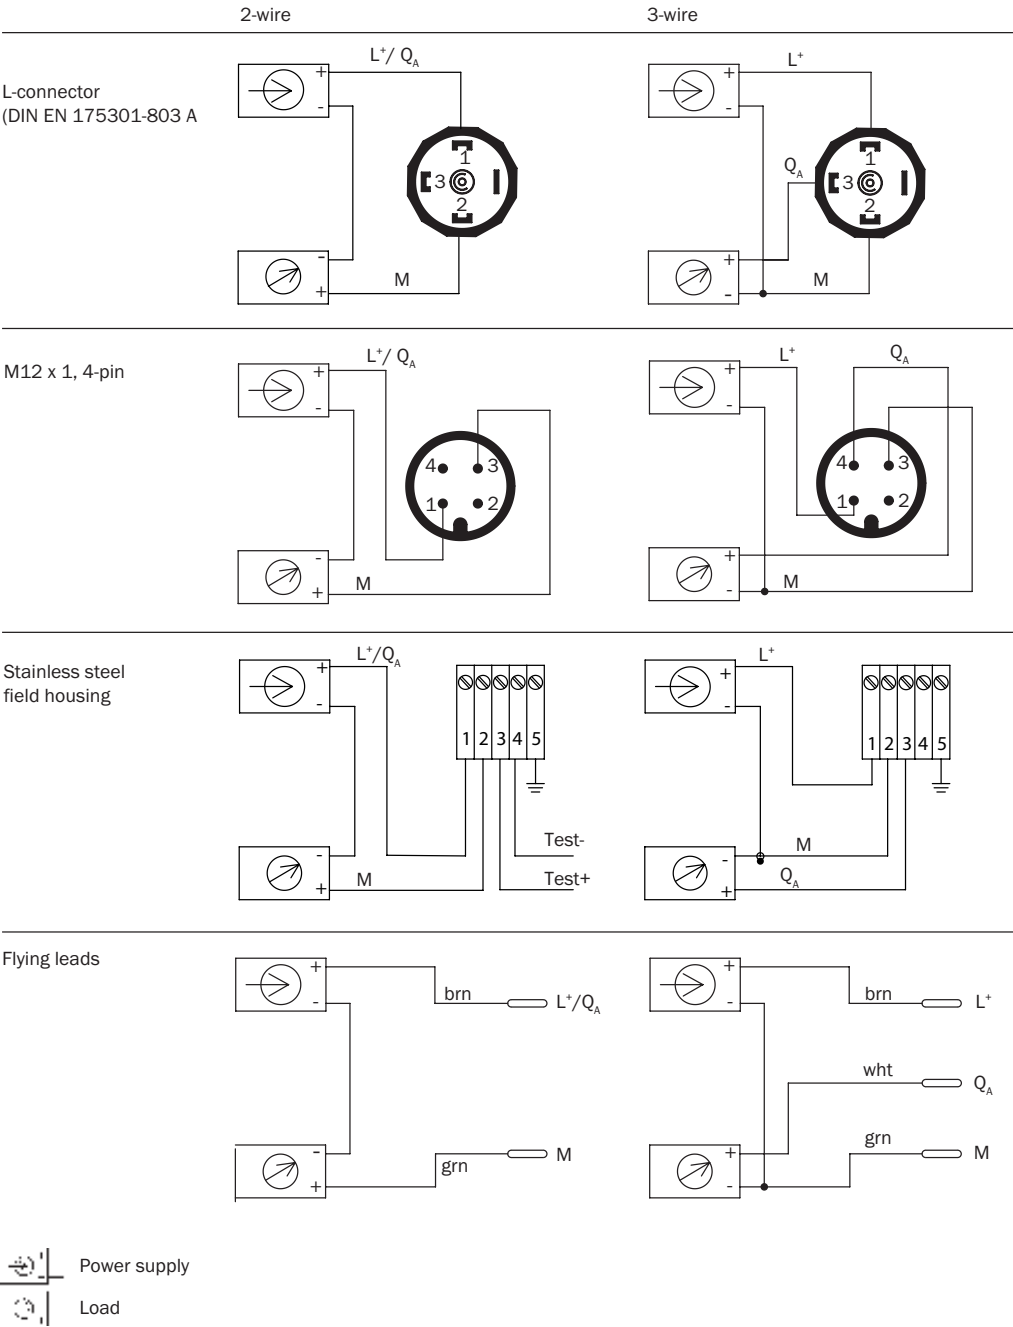 2-wire 3-wire
L-connector
(DIN EN 175301-803 A
L+/ QA
+
-
1
3
2
-
+
M
L+
+
-
QA
1
3
2
+
-
M
M12 x 1, 4-pin
L+/ QA
+
-
4 3
1 2
-
+
M
L+ QA
+
-
4 3
1 2
+
-
M
Stainless steel
field housing
L+/QA
+
-
1 2 3 4 5
Test-
Test+
-
+
M
L+
+
-
1 2 3 4 5
M
QA
-
+
Flying leads
+
-
brn L+/QA
-
+
grn M
+
-
brn L+
wht QA
+
-
grn M
Power supply
Load